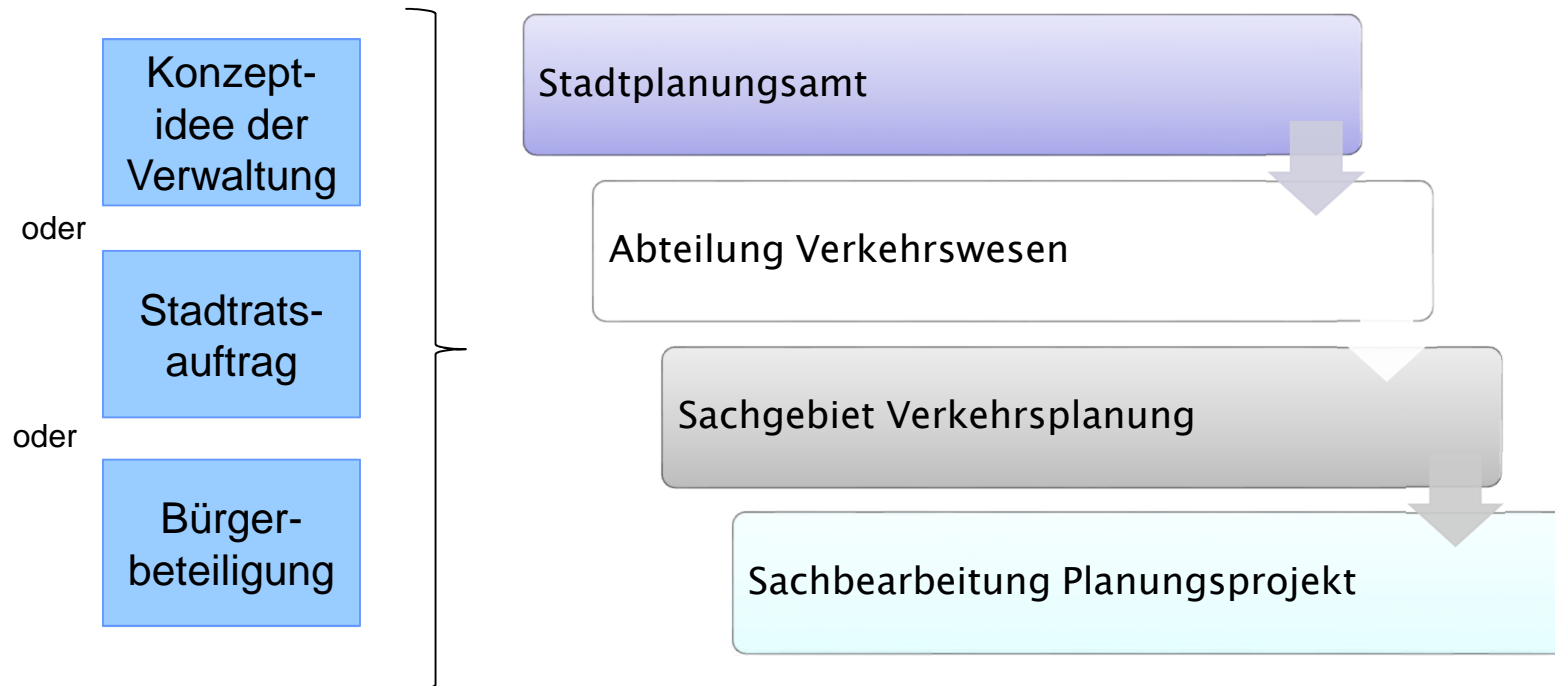 Konzept-
idee der
Verwaltung
oder
Stadtrats-
auftrag
oder
Bürger-
beteiligung
Stadtplanungsamt
Abteilung Verkehrswesen
Sachgebiet Verkehrsplanung
Sachbearbeitung Planungsprojekt